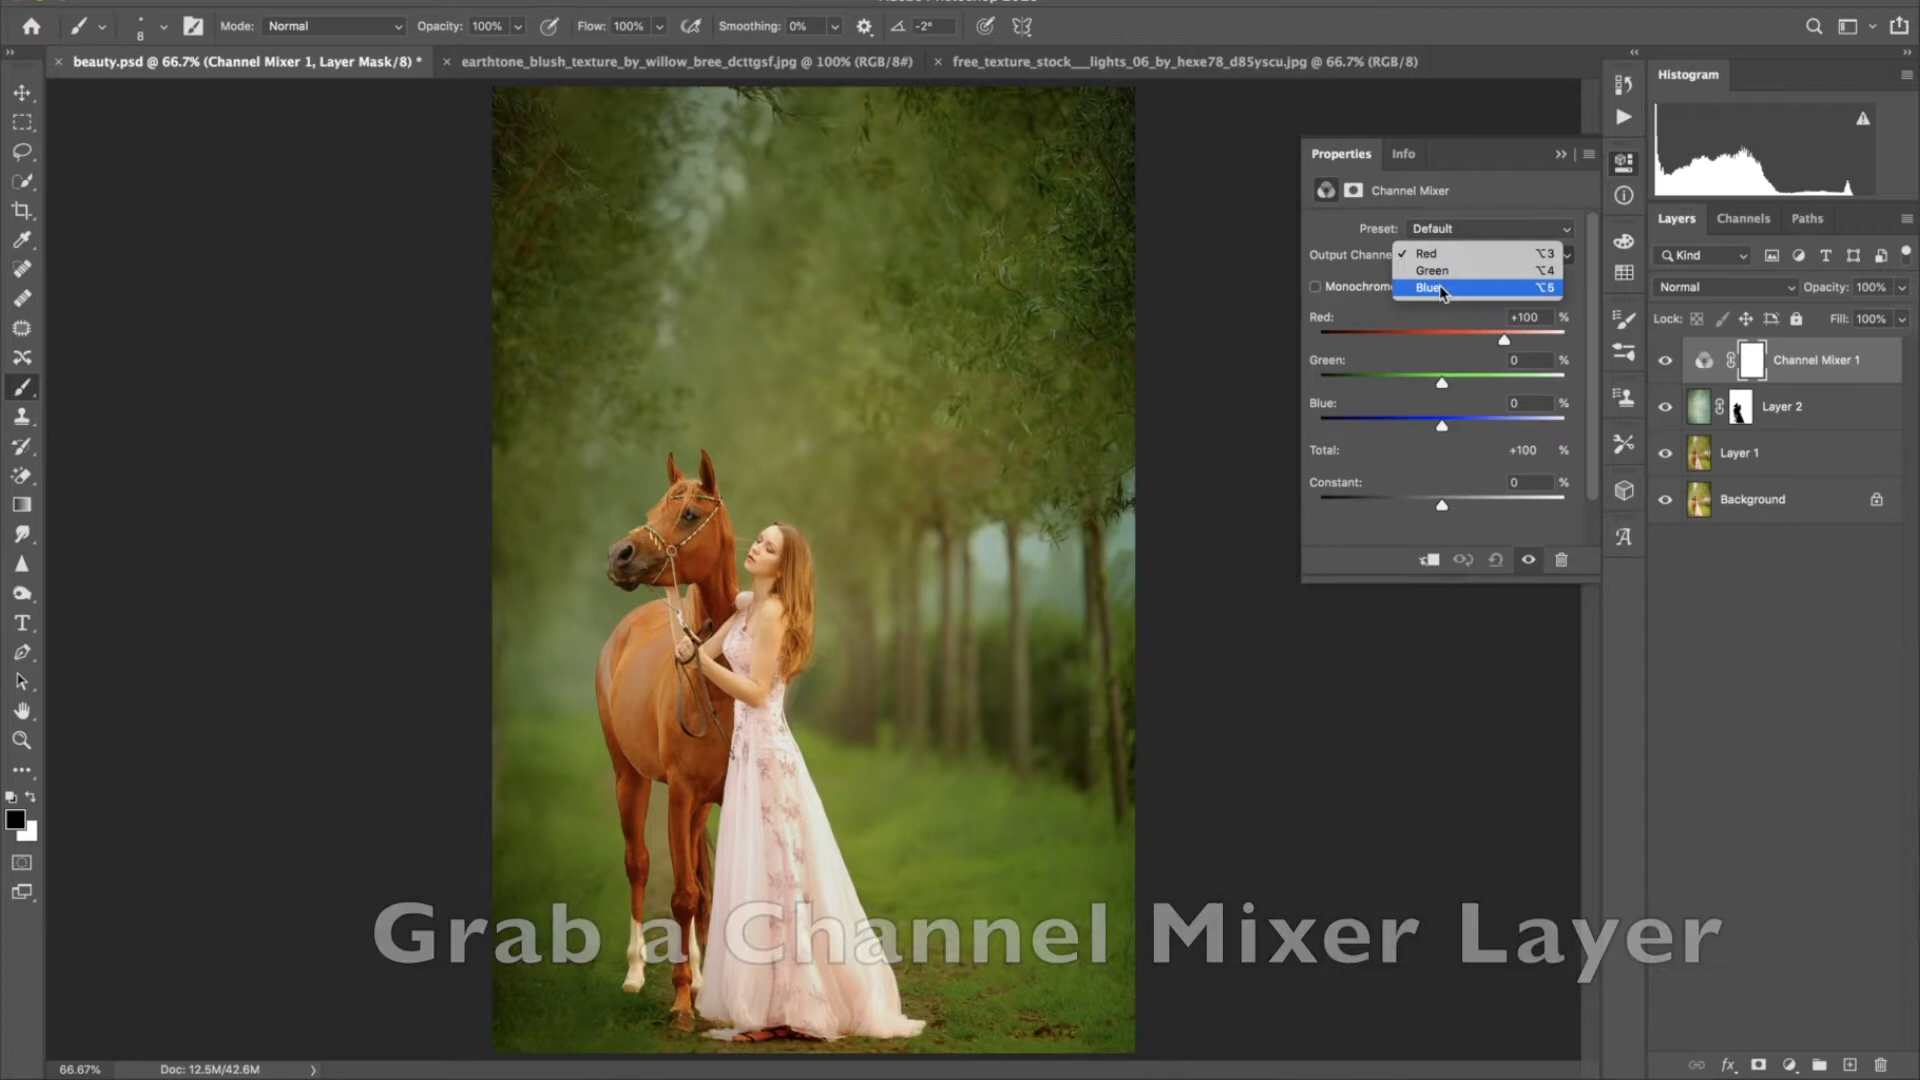 Mode: Normal Opacity: 100% Flow: 100% Smoothing: 0% -2°
8
beauty.psd @ 66.7% (Channel Mixer 1, Layer Mask/8) *
earthtone_blush_texture_by_willow_bree_dcttgsf.jpg @ 100% (RGB/8#)
free_texture_stock___lights_06_by_hexe78_d85yscu.jpg @ 66.7% (RGB/8)
Histogram
Properties Info
Channel Mixer
Preset: Default
Output Channe
Red ⌥3
Green ⌥4
Blue ⌥5
Monochrom
Red: +100 %
Green: 0 %
Blue: 0 %
Total: +100 %
Constant: 0 %
Layers Channels Paths
Kind
Normal Opacity: 100%
Lock: Fill: 100%
Channel Mixer 1
Layer 2
Layer 1
Background
Grab a Channel Mixer Layer
66.67% Doc: 12.5M/42.6M